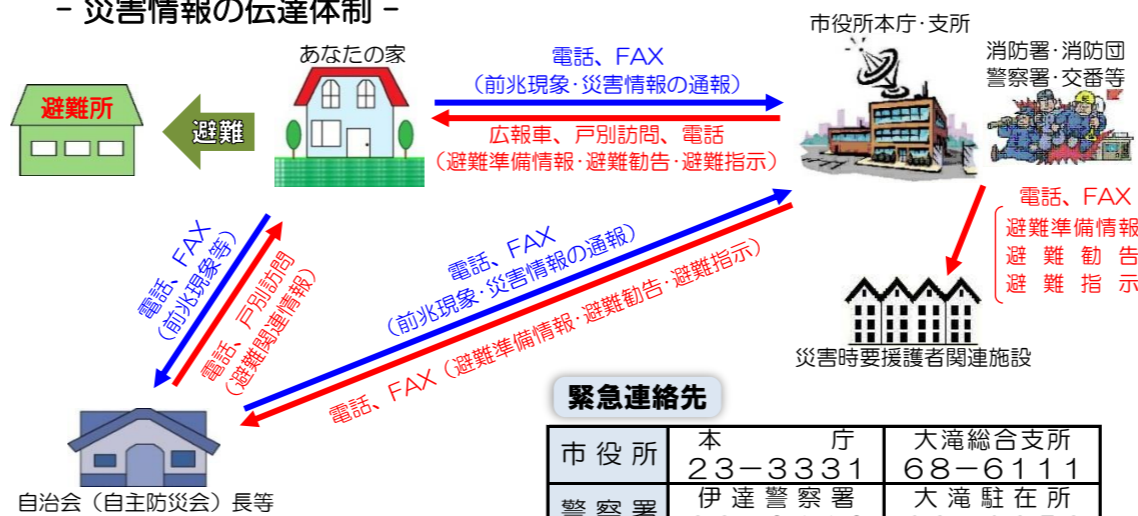 - 災害情報の伝達体制 -
市役所本庁・支所
あなたの家
消防署・消防団
警察署・交番等
電話、FAX
(前兆現象・災害情報の通報)
避難所
避難
広報車、戸別訪問、電話
(避難準備情報・避難勧告・避難指示)
電話、FAX
避難準備情報
避難勧告
避難指示
電話、FAX
(前兆現象等)
電話、戸別訪問
(避難関連情報)
電話、FAX
(前兆現象・災害情報の通報)
電話、FAX(避難準備情報・避難勧告・避難指示)
災害時要援護者関連施設
緊急連絡先
市役所 本庁 大滝総合支所
23-3331 68-6111
警察署 伊達警察署 大滝駐在所
自治会(自主防災会)長等